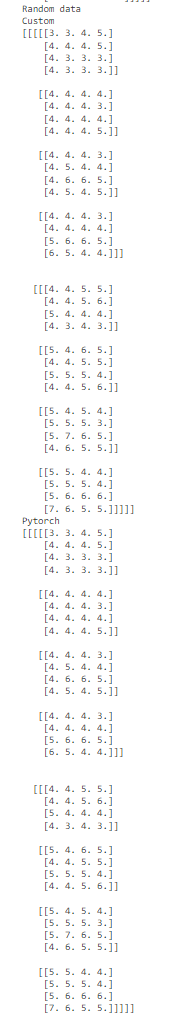 Random data
Custom
[[[[[3. 3. 4. 5.]
[4. 4. 4. 5.]
[4. 3. 3. 3.]
[4. 3. 3. 3.]]
[[4. 4. 4. 4.]
[4. 4. 4. 3.]
[4. 4. 4. 4.]
[4. 4. 4. 5.]]
[[4. 4. 4. 3.]
[4. 5. 4. 4.]
[4. 6. 6. 5.]
[4. 5. 4. 5.]]
[[4. 4. 4. 3.]
[4. 4. 4. 4.]
[5. 6. 6. 5.]
[6. 5. 4. 4.]]]
[[[4. 4. 5. 5.]
[4. 4. 5. 6.]
[5. 4. 4. 4.]
[4. 3. 4. 3.]]
[[5. 4. 6. 5.]
[4. 4. 5. 5.]
[5. 5. 5. 4.]
[4. 4. 5. 6.]]
[[5. 4. 5. 4.]
[5. 5. 5. 3.]
[5. 7. 6. 5.]
[4. 6. 5. 5.]]
[[5. 5. 4. 4.]
[5. 5. 5. 4.]
[5. 6. 6. 6.]
[7. 6. 5. 5.]]]]]
Pytorch
[[[[[3. 3. 4. 5.]
[4. 4. 4. 5.]
[4. 3. 3. 3.]
[4. 3. 3. 3.]]
[[4. 4. 4. 4.]
[4. 4. 4. 3.]
[4. 4. 4. 4.]
[4. 4. 4. 5.]]
[[4. 4. 4. 3.]
[4. 5. 4. 4.]
[4. 6. 6. 5.]
[4. 5. 4. 5.]]
[[4. 4. 4. 3.]
[4. 4. 4. 4.]
[5. 6. 6. 5.]
[6. 5. 4. 4.]]]
[[[4. 4. 5. 5.]
[4. 4. 5. 6.]
[5. 4. 4. 4.]
[4. 3. 4. 3.]]
[[5. 4. 6. 5.]
[4. 4. 5. 5.]
[5. 5. 5. 4.]
[4. 4. 5. 6.]]
[[5. 4. 5. 4.]
[5. 5. 5. 3.]
[5. 7. 6. 5.]
[4. 6. 5. 5.]]
[[5. 5. 4. 4.]
[5. 5. 5. 4.]
[5. 6. 6. 6.]
[7. 6. 5. 5.]]]]]